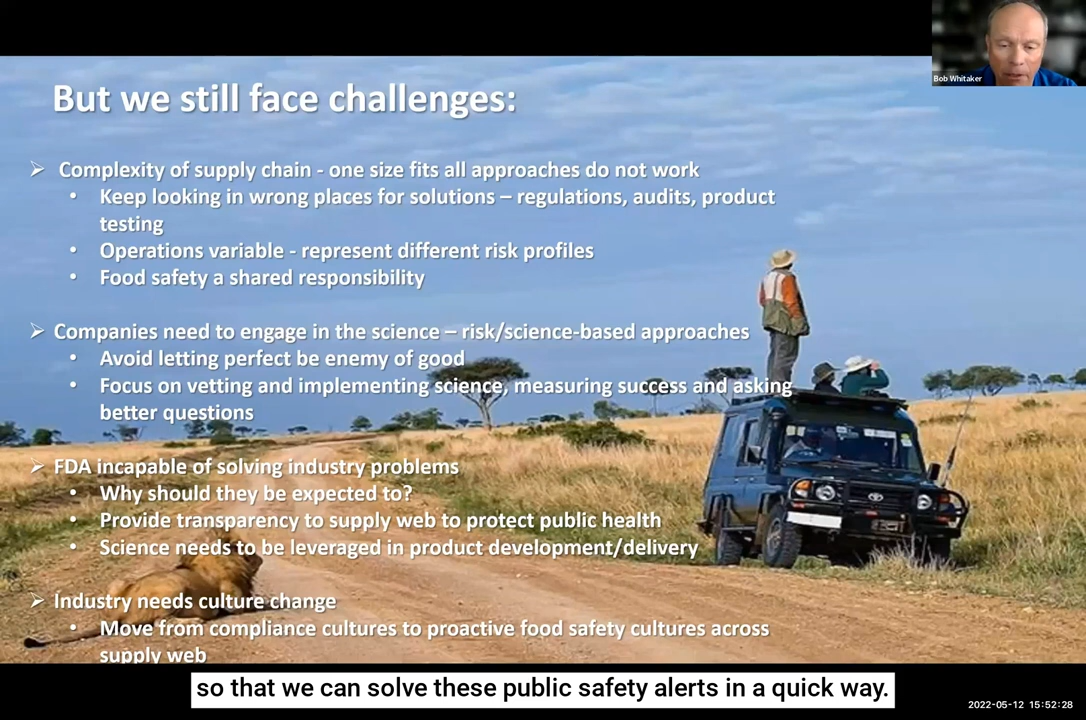 Bob Whitaker
But we still face challenges:
Complexity of supply chain - one size fits all approaches do not work
Keep looking in wrong places for solutions – regulations, audits, product
testing
Operations variable - represent different risk profiles
Food safety a shared responsibility
Companies need to engage in the science – risk/science-based approaches
Avoid letting perfect be enemy of good
Focus on vetting and implementing science, measuring success and asking
better questions
FDA incapable of solving industry problems
Why should they be expected to?
Provide transparency to supply web to protect public health
Science needs to be leveraged in product development/delivery
Industry needs culture change
Move from compliance cultures to proactive food safety cultures across
supply web
so that we can solve these public safety alerts in a quick way.
2022-05-12 15:52:28